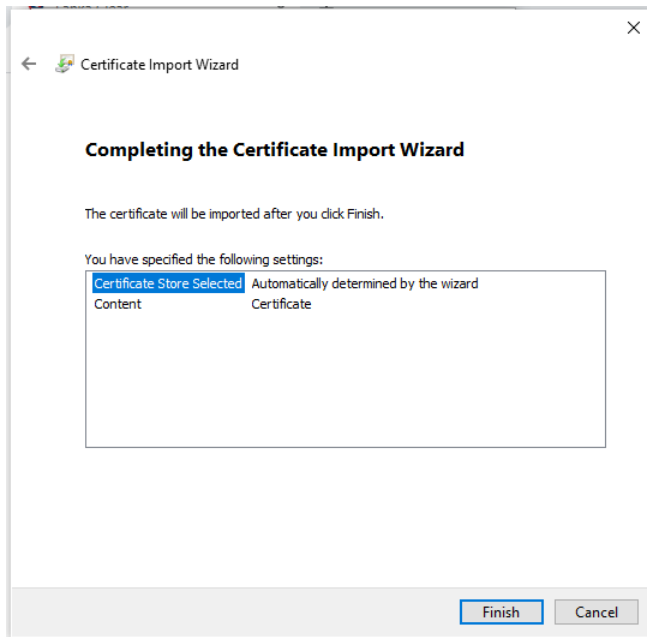 Certificate Import Wizard
Completing the Certificate Import Wizard
The certificate will be imported after you click Finish.
You have specified the following settings:
Certificate Store Selected Automatically determined by the wizard
Content Certificate
Finish Cancel